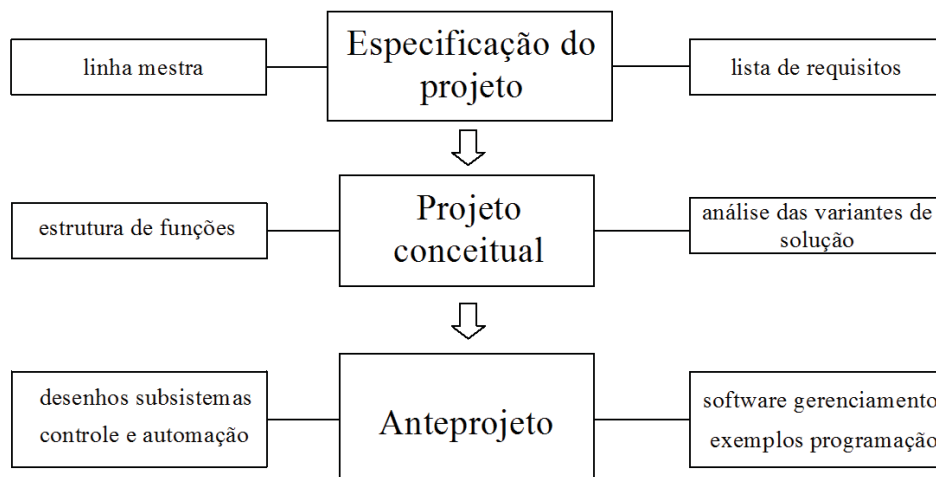 linha mestra
Especificação do
projeto
lista de requisitos
estrutura de funções
Projeto
conceitual
análise das variantes de
solução
desenhos subsistemas
controle e automação
Anteprojeto
software gerenciamento
exemplos programação